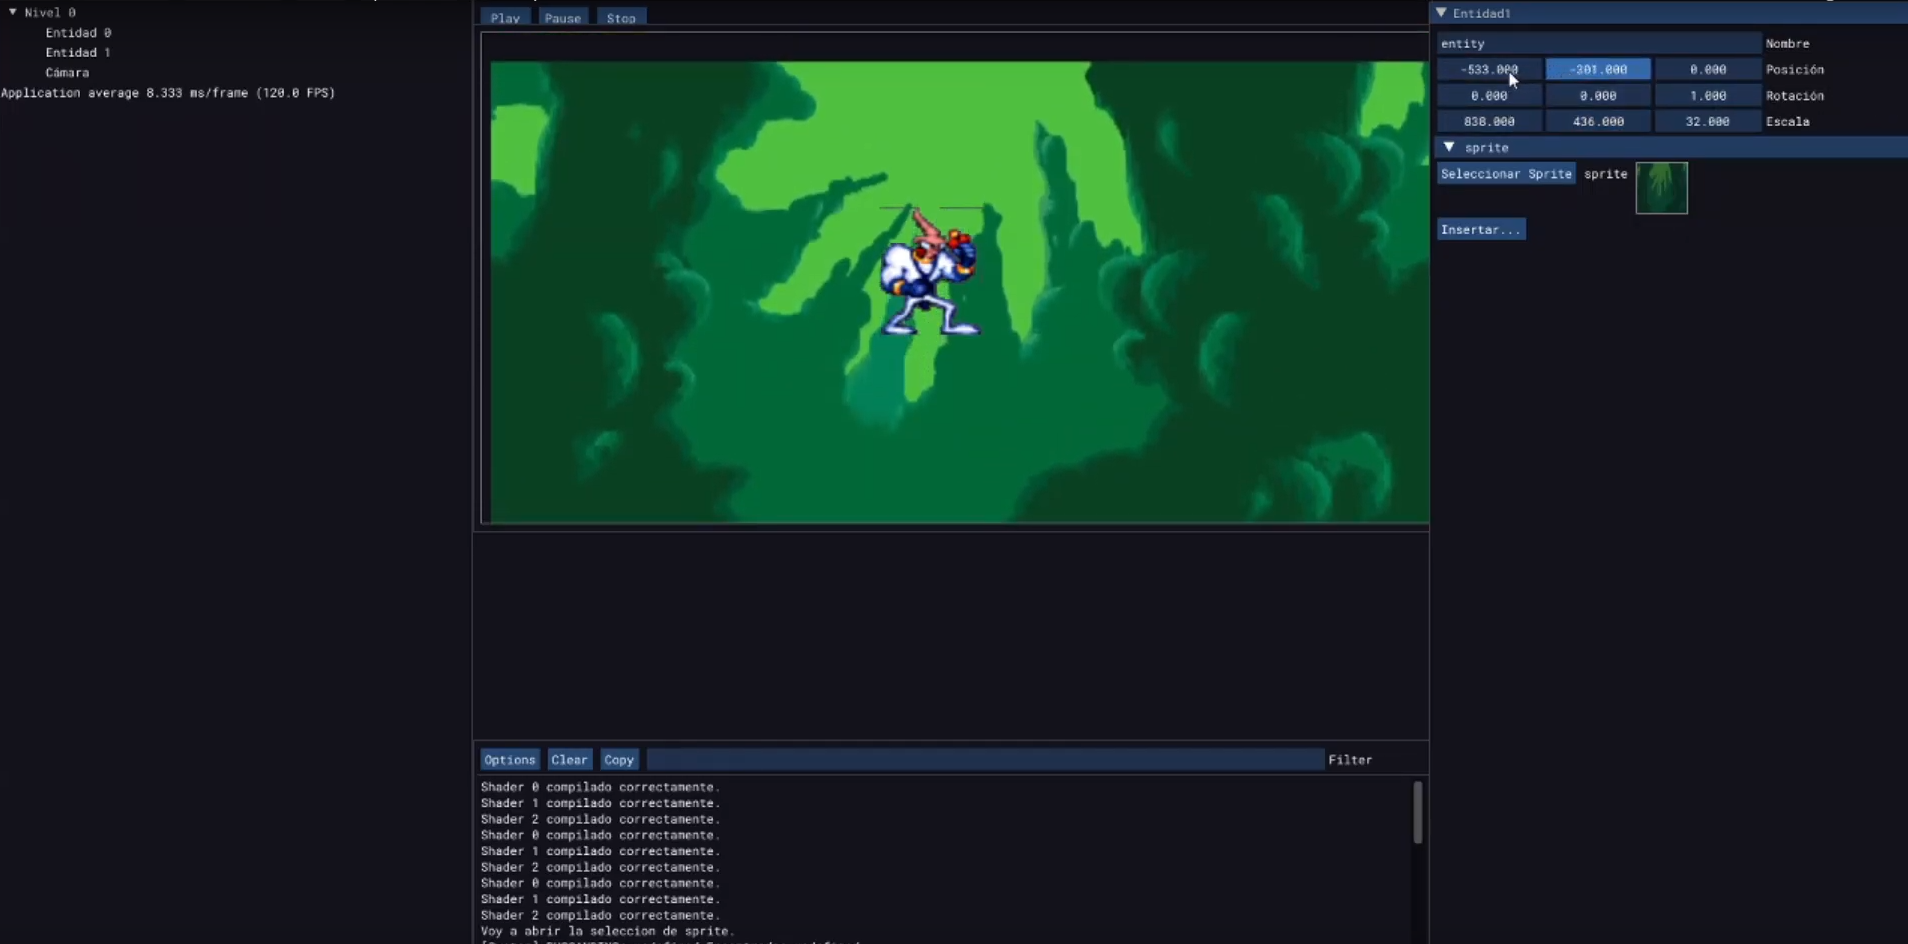 Nivel 0
Entidad 0
Entidad 1
Cámara
Application average 8.333 ms/frame (120.0 FPS)
Play Pause Stop
Entidad1
entity Nombre
-533.000 -301.000 0.000 Posición
0.000 0.000 1.000 Rotación
838.000 436.000 32.000 Escala
sprite
Seleccionar Sprite sprite
Insertar...
Options Clear Copy Filter
Shader 0 compilado correctamente.
Shader 1 compilado correctamente.
Shader 2 compilado correctamente.
Shader 0 compilado correctamente.
Shader 1 compilado correctamente.
Shader 2 compilado correctamente.
Shader 0 compilado correctamente.
Shader 1 compilado correctamente.
Shader 2 compilado correctamente.
Voy a abrir la seleccion de sprite.